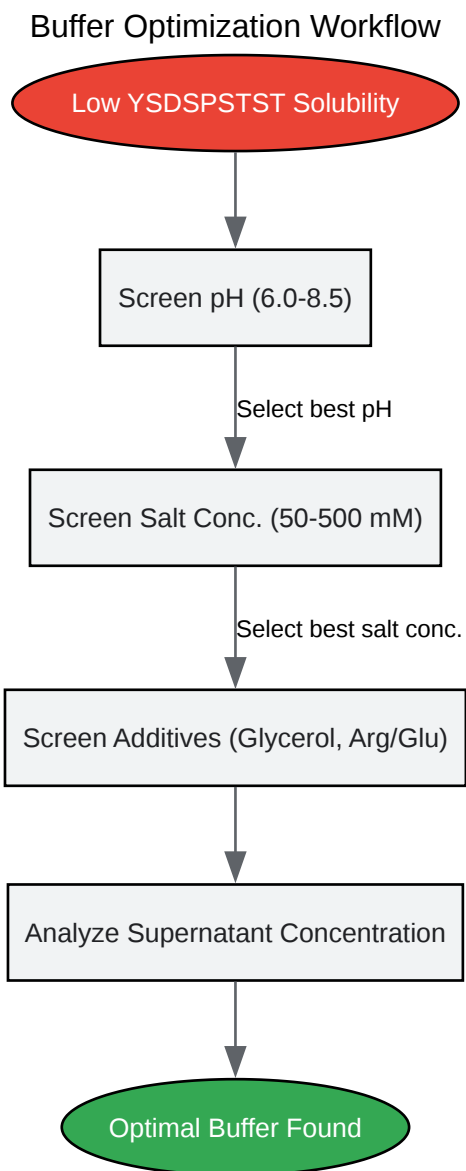 Buffer Optimization Workflow
Low YSDSPSTST Solubility
Screen pH (6.0-8.5)
Select best pH
Screen Salt Conc. (50-500 mM)
Select best salt conc.
Screen Additives (Glycerol, Arg/Glu)
Analyze Supernatant Concentration
Optimal Buffer Found